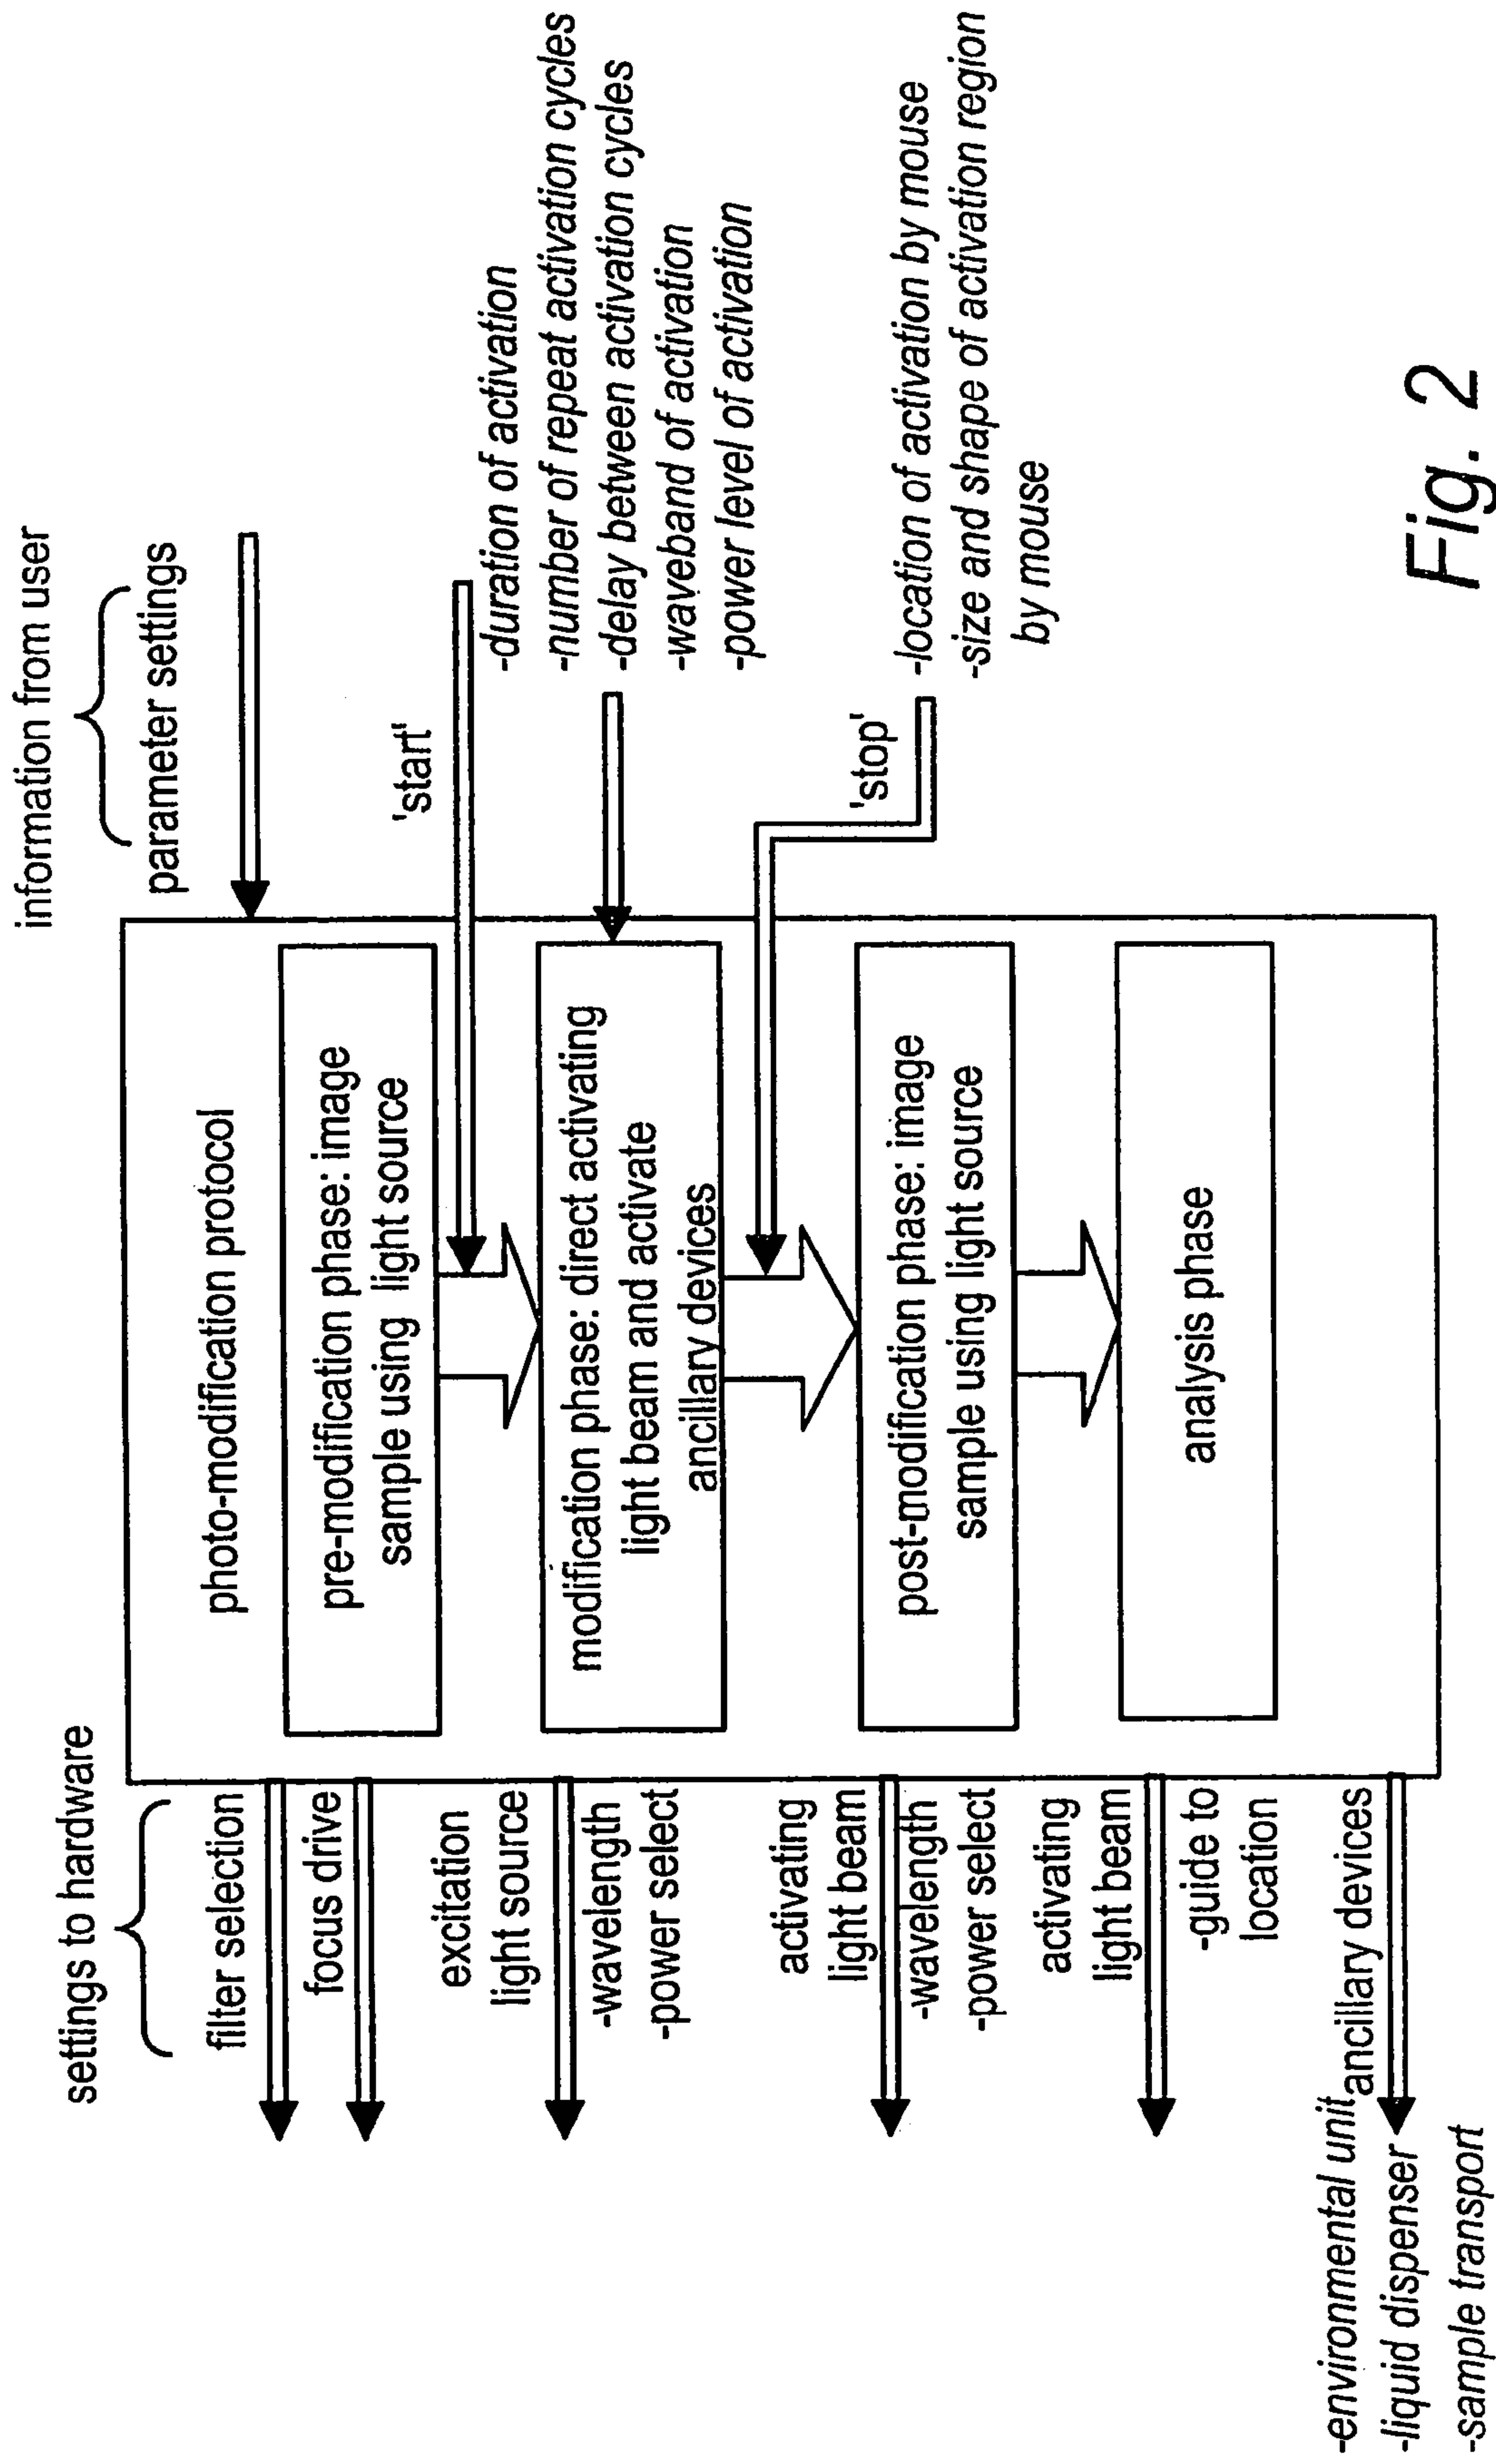 settings to hardware
filter selection
focus drive
excitation
light source
-wavelength
-power select
activating
light beam
-wavelength
-power select
activating
light beam
-guide to
location
ancillary devices
-environmental unit
-liquid dispenser
-sample transport
photo-modification protocol
pre-modification phase: image
sample using light source
modification phase: direct activating
light beam and activate
ancillary devices
post-modification phase: image
sample using light source
analysis phase
information from user
parameter settings
'start'
-duration of activation
-number of repeat activation cycles
-delay between activation cycles
-waveband of activation
-power level of activation
'stop'
-location of activation by mouse
-size and shape of activation region
by mouse
Fig. 2